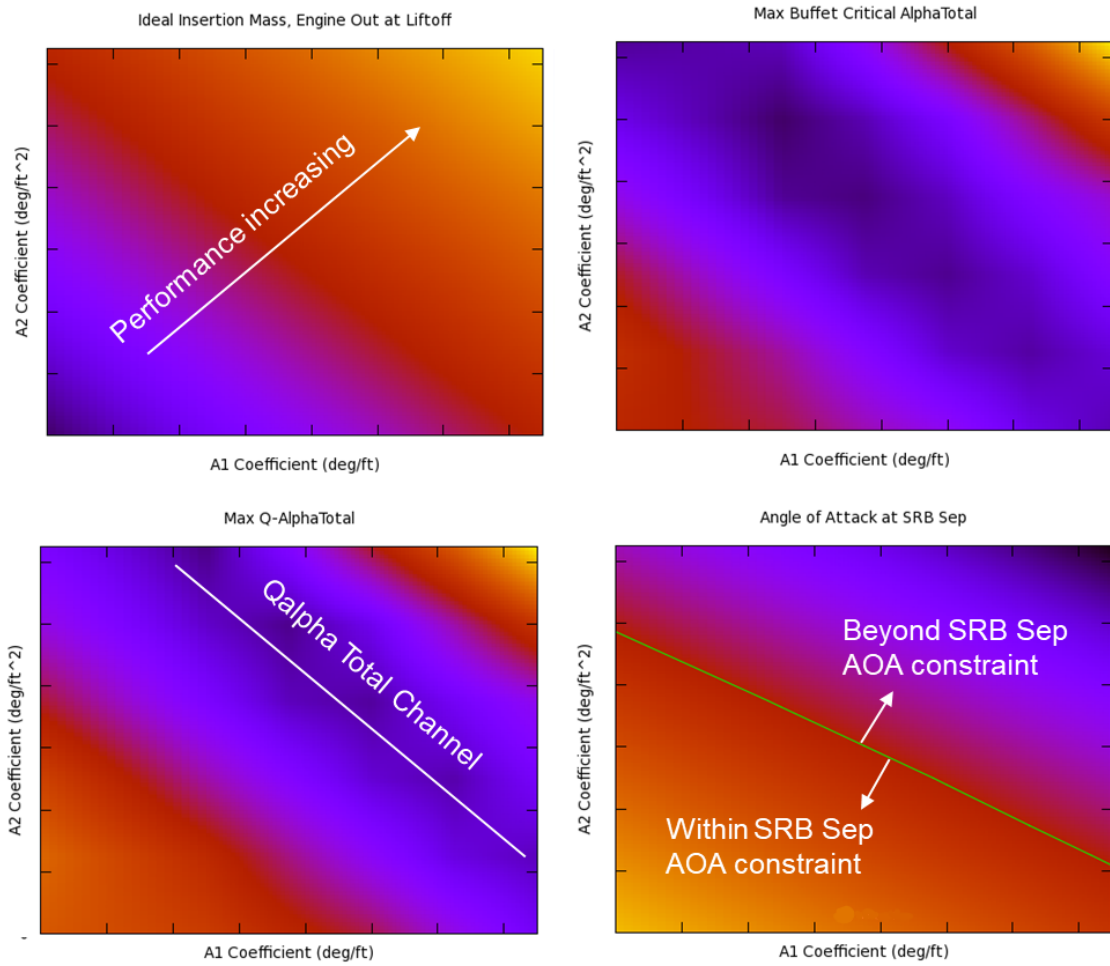 Ideal Insertion Mass, Engine Out at Liftoff
A2 Coefficient (deg/ft^2)
Performance increasing
A1 Coefficient (deg/ft)
Max Buffet Critical AlphaTotal
A2 Coefficient (deg/ft^2)
A1 Coefficient (deg/ft)
Max Q-AlphaTotal
A2 Coefficient (deg/ft^2)
Qalpha Total Channel
-
A1 Coefficient (deg/ft)
Angle of Attack at SRB Sep
A2 Coefficient (deg/ft^2)
Beyond SRB Sep
AOA constraint
Within SRB Sep
AOA constraint
A1 Coefficient (deg/ft)